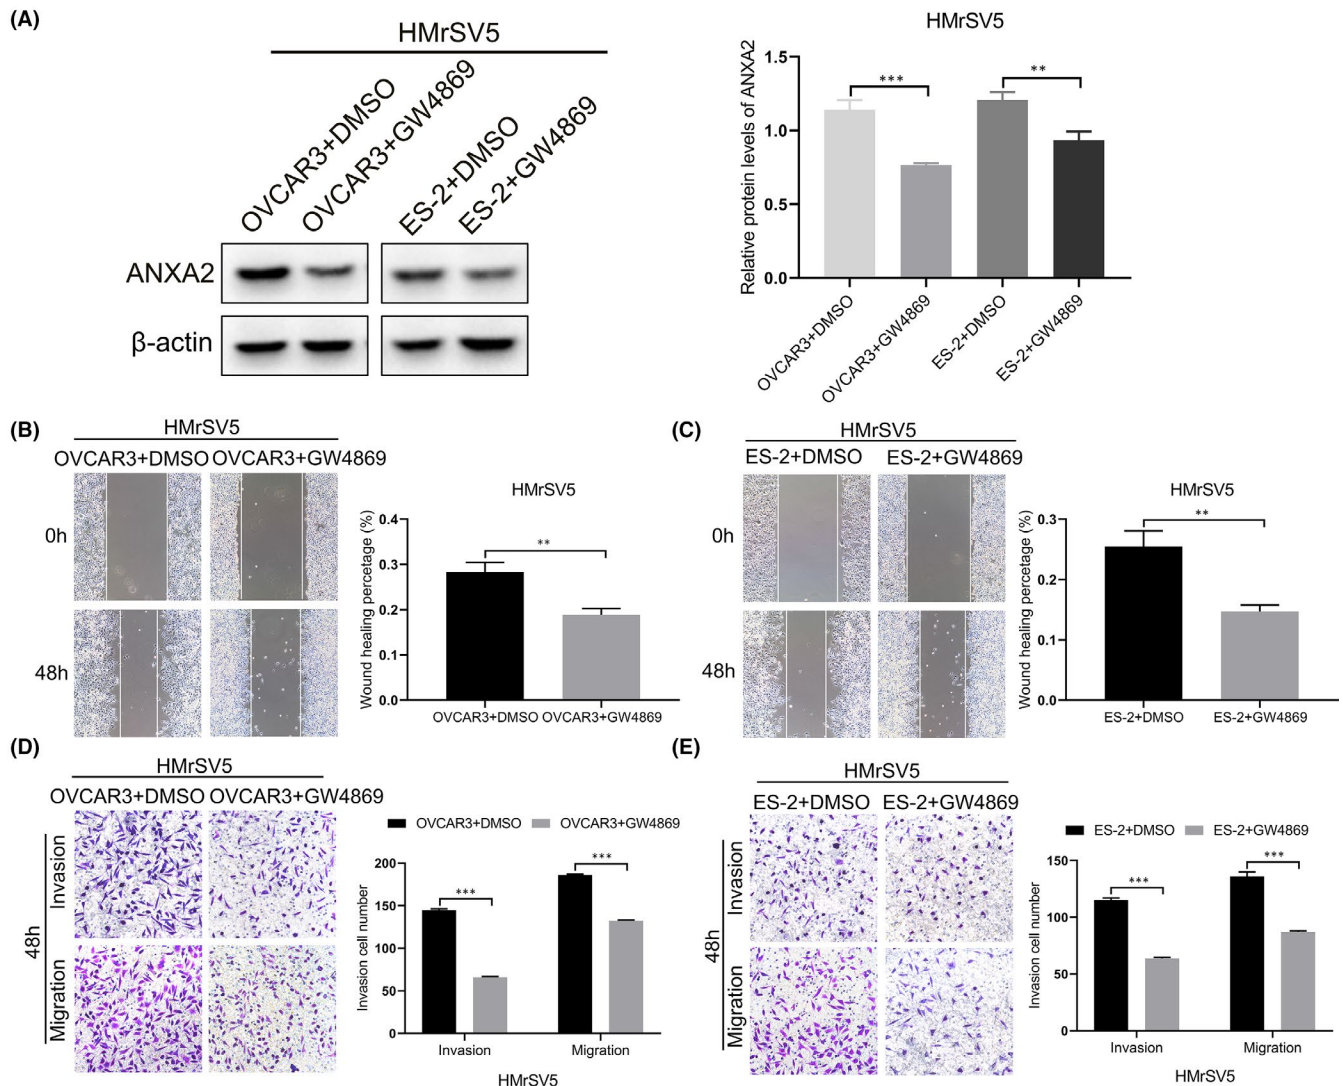 (A)
HMrSV5
OVCAR3+DMSO
OVCAR3+GW4869
ES-2+DMSO
ES-2+GW4869
ANXA2
β-actin
HMrSV5
Relative protein levels of ANXA2
1.5
1.0
0.5
0.0
***
**
OVCAR3+DMSO
OVCAR3+GW4869
ES-2+DMSO
ES-2+GW4869
(B)
HMrSV5
OVCAR3+DMSO OVCAR3+GW4869
0h
48h
HMrSV5
Wound healing percetage (%)
0.4
0.3
0.2
0.1
0.0
**
OVCAR3+DMSO OVCAR3+GW4869
(C)
HMrSV5
ES-2+DMSO ES-2+GW4869
0h
48h
HMrSV5
Wound healing percetage (%)
0.3
0.2
0.1
0.0
**
ES-2+DMSO ES-2+GW4869
(D)
HMrSV5
OVCAR3+DMSO OVCAR3+GW4869
48h
Invasion
Migration
OVCAR3+DMSO OVCAR3+GW4869
Invasion cell number
200
150
100
50
0
***
***
Invasion Migration
HMrSV5
(E)
HMrSV5
ES-2+DMSO ES-2+GW4869
48h
Invasion
Migration
ES-2+DMSO ES-2+GW4869
Invasion cell number
150
100
50
0
***
***
Invasion Migration
HMrSV5